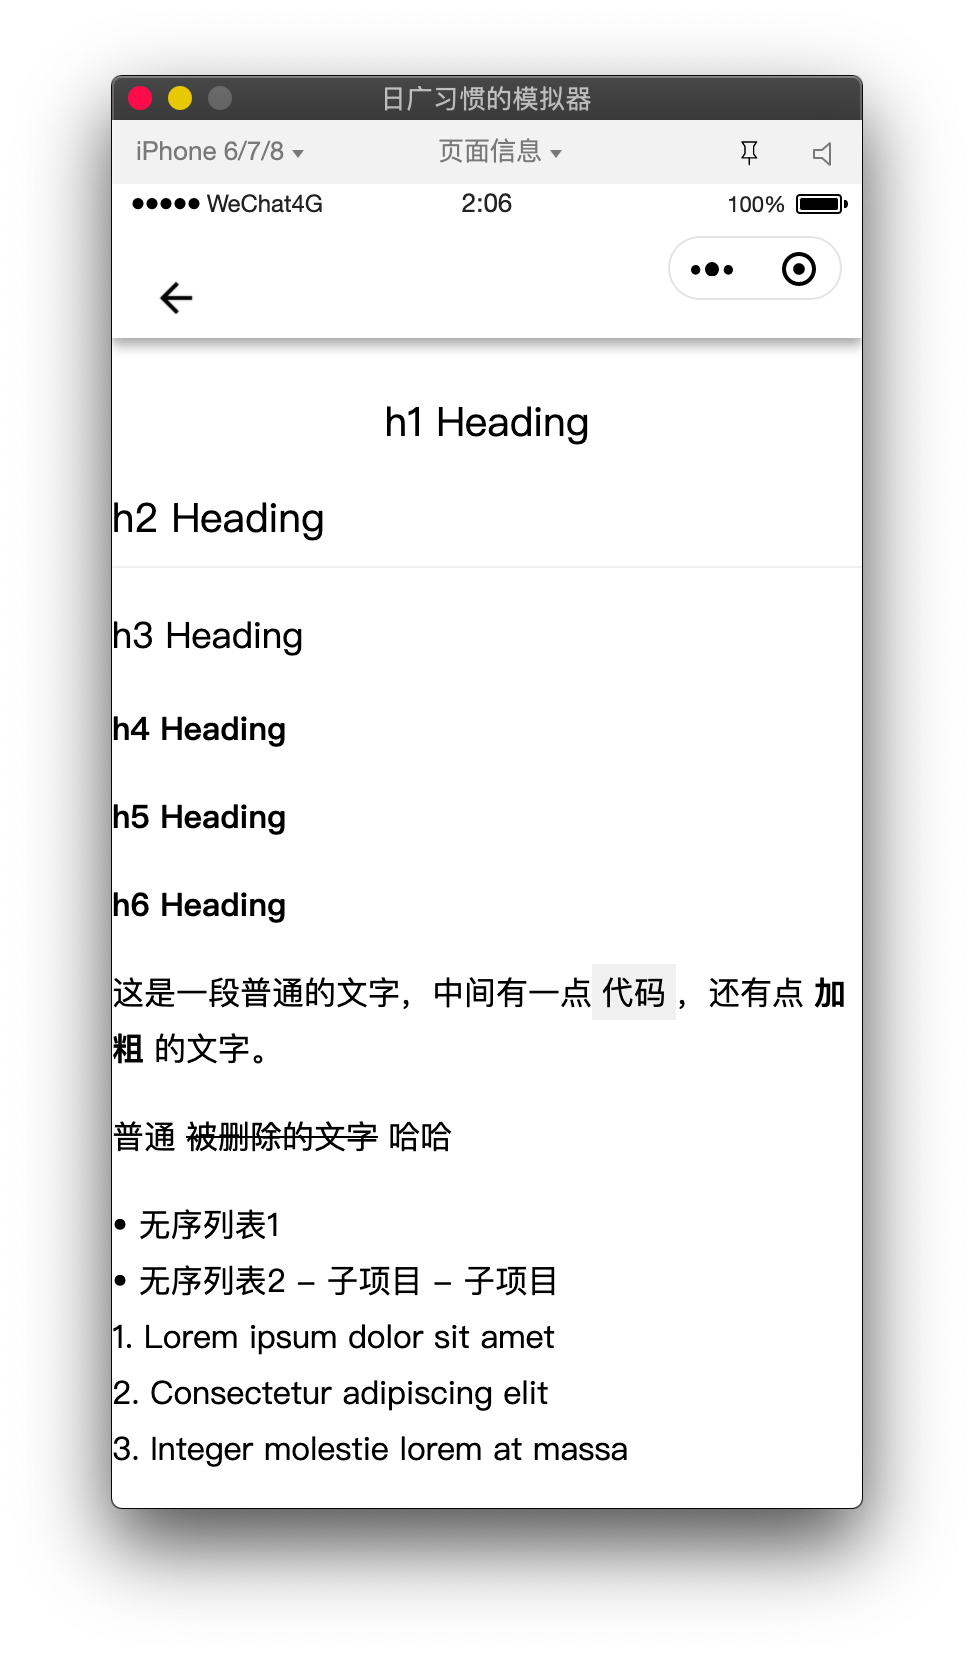 日广习惯的模拟器
iPhone 6/7/8 页面信息
WeChat4G 2:06 100%
h1 Heading
h2 Heading
h3 Heading
h4 Heading
h5 Heading
h6 Heading
这是一段普通的文字，中间有一点 代码 ，还有点 加
粗 的文字。
普通 被删除的文字 哈哈
• 无序列表1
• 无序列表2 – 子项目 – 子项目
1. Lorem ipsum dolor sit amet
2. Consectetur adipiscing elit
3. Integer molestie lorem at massa